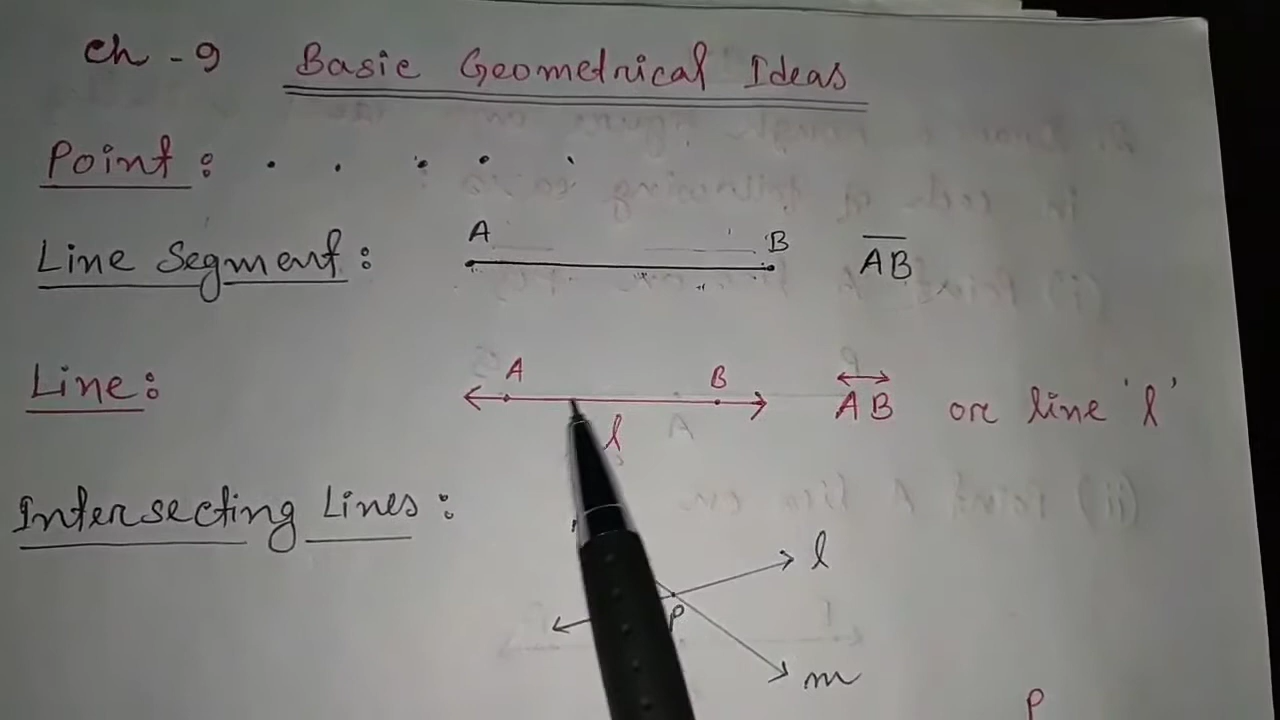 Ch - 9 Basic Geometrical Ideas
Point :
Line Segment : A B AB
Line : A B AB or line 'l'
l
Intersecting Lines :
l
P
m
P